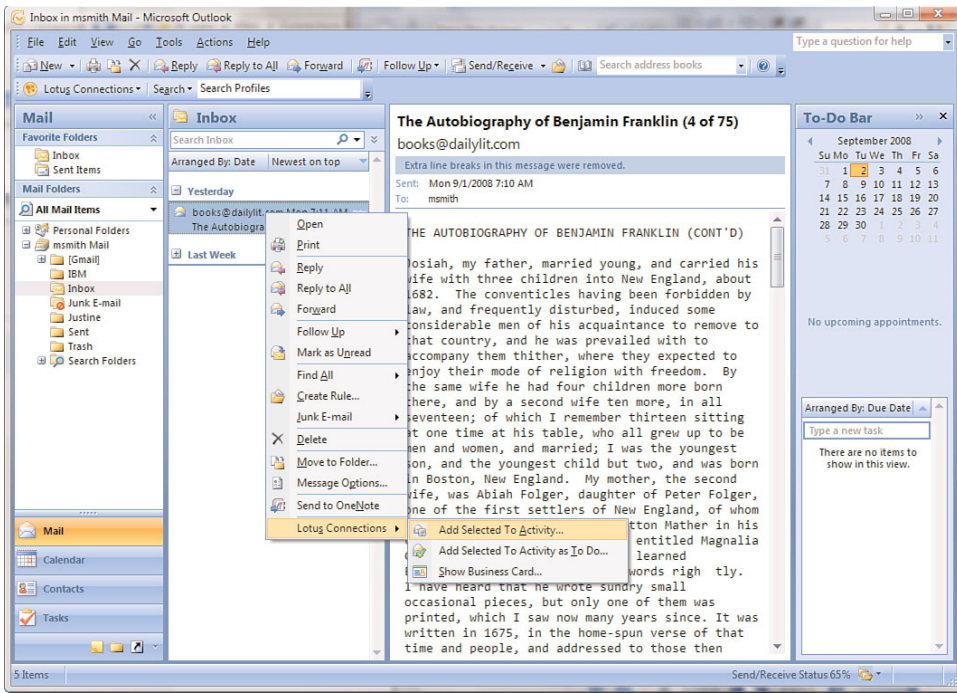 Inbox in msmith Mail - Microsoft Outlook
File Edit View Go Tools Actions Help
Type a question for help
New Reply Reply to All Forward Follow Up Send/Receive Search address books
Lotus Connections Search Search Profiles
Mail
Favorite Folders
Inbox
Sent Items
Mail Folders
All Mail Items
Personal Folders
msmith Mail
[Gmail]
IBM
Inbox
Junk E-mail
Justine
Sent
Trash
Search Folders
Mail
Calendar
Contacts
Tasks
Inbox
Search Inbox
Arranged By: Date Newest on top
Yesterday
books@dailylit.com Mon 7:11 AM
The Autobiogra
Last Week
Open
Print
Reply
Reply to All
Forward
Follow Up
Mark as Unread
Find All
Create Rule...
Junk E-mail
Delete
Move to Folder...
Message Options...
Send to OneNote
Lotus Connections
Add Selected To Activity...
Add Selected To Activity as To Do...
Show Business Card...
The Autobiography of Benjamin Franklin (4 of 75)
books@dailylit.com
Extra line breaks in this message were removed.
Sent: Mon 9/1/2008 7:10 AM
To: msmith
THE AUTOBIOGRAPHY OF BENJAMIN FRANKLIN (CONT'D)
Josiah, my father, married young, and carried his
wife with three children into New England, about
1682. The conventicles having been forbidden by
law, and frequently disturbed, induced some
considerable men of his acquaintance to remove to
that country, and he was prevailed with to
accompany them thither, where they expected to
enjoy their mode of religion with freedom. By
the same wife he had four children more born
there, and by a second wife ten more, in all
seventeen; of which I remember thirteen sitting
at one time at his table, who all grew up to be
men and women, and married; I was the youngest
son, and the youngest child but two, and was born
in Boston, New England. My mother, the second
wife, was Abiah Folger, daughter of Peter Folger,
one of the first settlers of New England, of whom
tton Mather in his
entitled Magnalia
learned
words righ tly.
I have heard that he wrote sundry small
occasional pieces, but only one of them was
printed, which I saw now many years since. It was
written in 1675, in the home-spun verse of that
time and people, and addressed to those then
To-Do Bar
September 2008
Su Mo Tu We Th Fr Sa
31 1 2 3 4 5 6
7 8 9 10 11 12 13
14 15 16 17 18 19 20
21 22 23 24 25 26 27
28 29 30 1 2 3 4
5 6 7 8 9 10 11
No upcoming appointments.
Arranged By: Due Date
Type a new task
There are no items to
show in this view.
5 Items
Send/Receive Status 65%